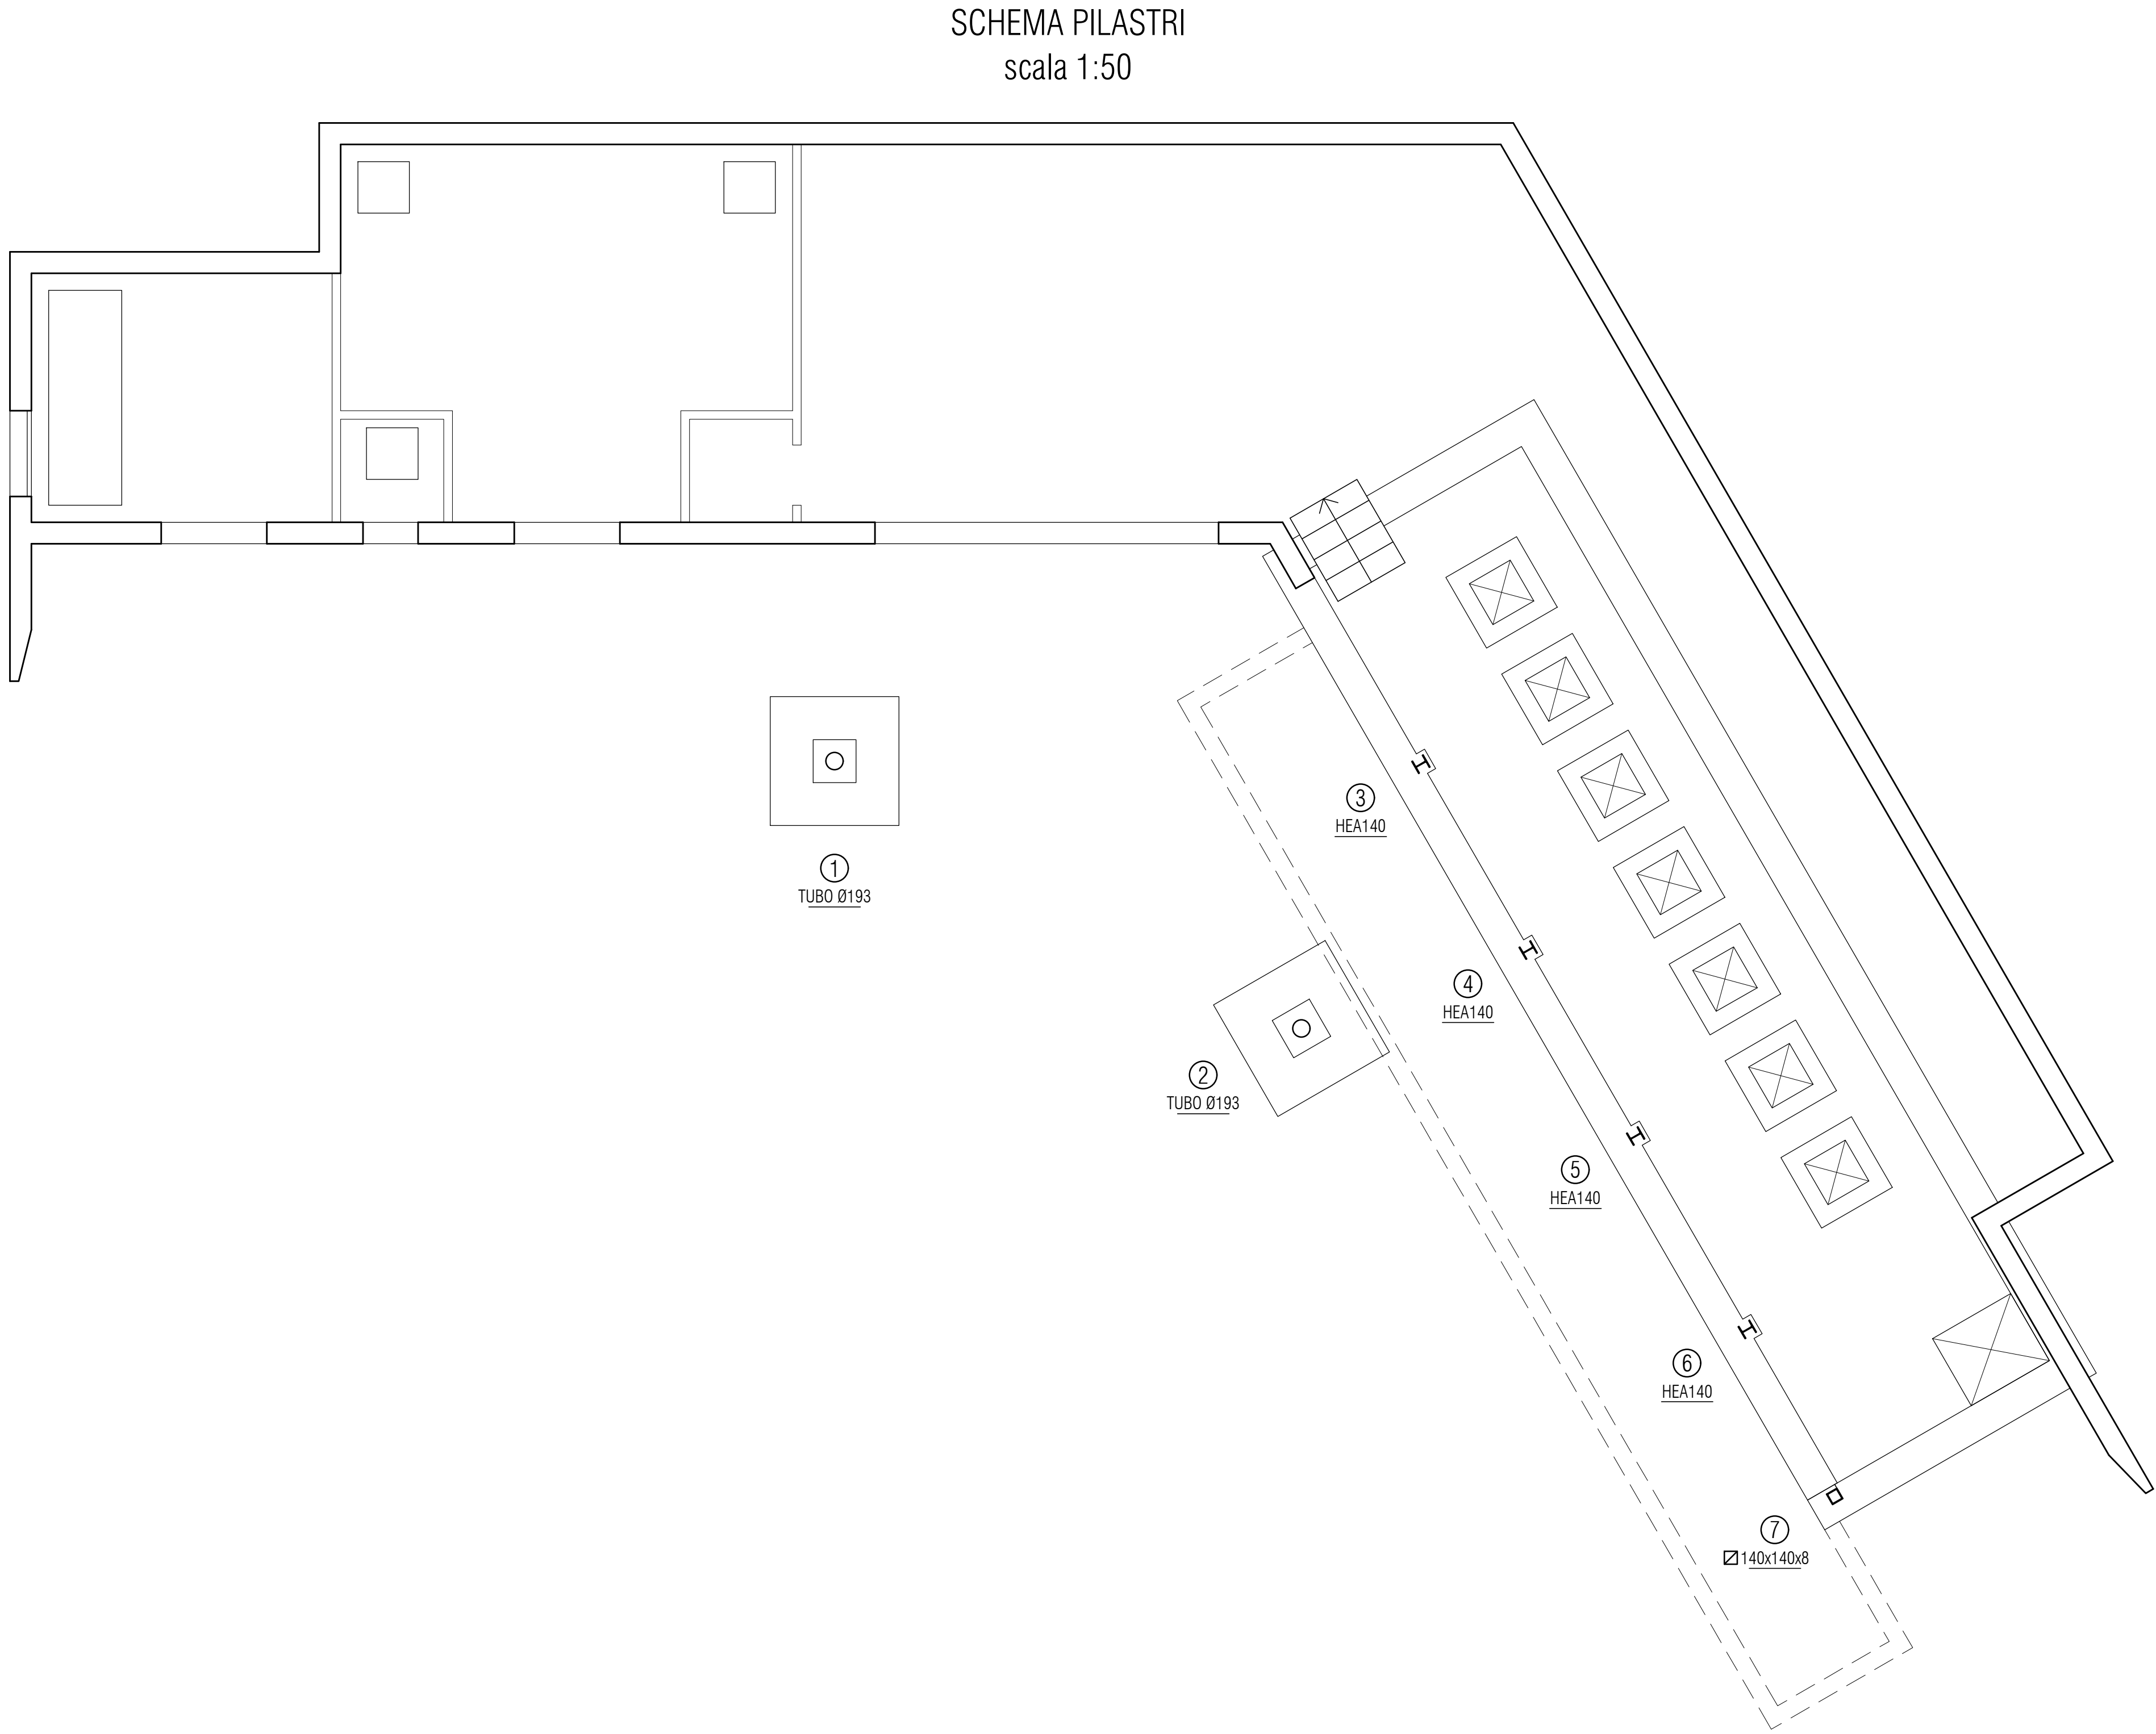 SCHEMA PILASTRI
scala 1:50
3
HEA140
1
TUBO Ø193
4
HEA140
2
TUBO Ø193
5
HEA140
6
HEA140
7
140x140x8